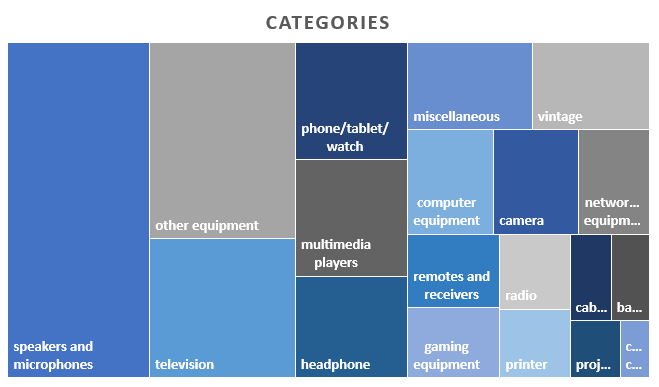 CATEGORIES
speakers and
microphones
other equipment
television
phone/tablet/
watch
multimedia
players
headphone
miscellaneous
vintage
computer
equipment
camera
networ...
equipm...
remotes and
receivers
radio
cab...
ba...
gaming
equipment
printer
proj...
c...
c...